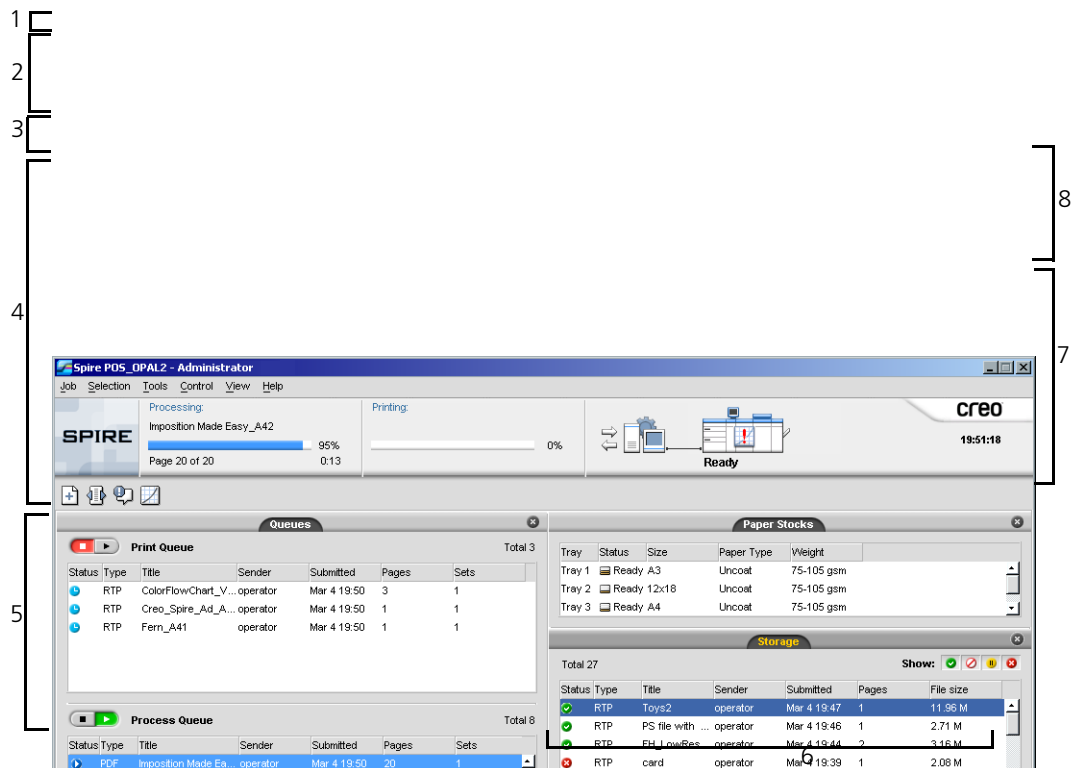 1
2
3
4
5
6
7
8
Spire POS_OPAL2 - Administrator
Job Selection Tools Control View Help
SPIRE
Processing:
Imposition Made Easy_A42
95%
Page 20 of 20 0:13
Printing:
0%
Ready
creo
19:51:18
Queues
Print Queue Total 3
Status Type Title Sender Submitted Pages Sets
RTP ColorFlowChart_V... operator Mar 4 19:50 3 1
RTP Creo_Spire_Ad_A... operator Mar 4 19:50 1 1
RTP Fern_A41 operator Mar 4 19:50 1 1
Process Queue Total 8
Status Type Title Sender Submitted Pages Sets
PDF Imposition Made Ea... operator Mar 4 19:50 20 1
Paper Stocks
Tray Status Size Paper Type Weight
Tray 1 Ready A3 Uncoat 75-105 gsm
Tray 2 Ready 12x18 Uncoat 75-105 gsm
Tray 3 Ready A4 Uncoat 75-105 gsm
Storage
Total 27 Show:
Status Type Title Sender Submitted Pages File size
RTP Toys2 operator Mar 4 19:47 1 11.96 M
RTP PS file with ... operator Mar 4 19:46 1 2.71 M
RTP FH_LowRes... operator Mar 4 19:44 2 3.16 M
RTP card operator Mar 4 19:39 1 2.08 M